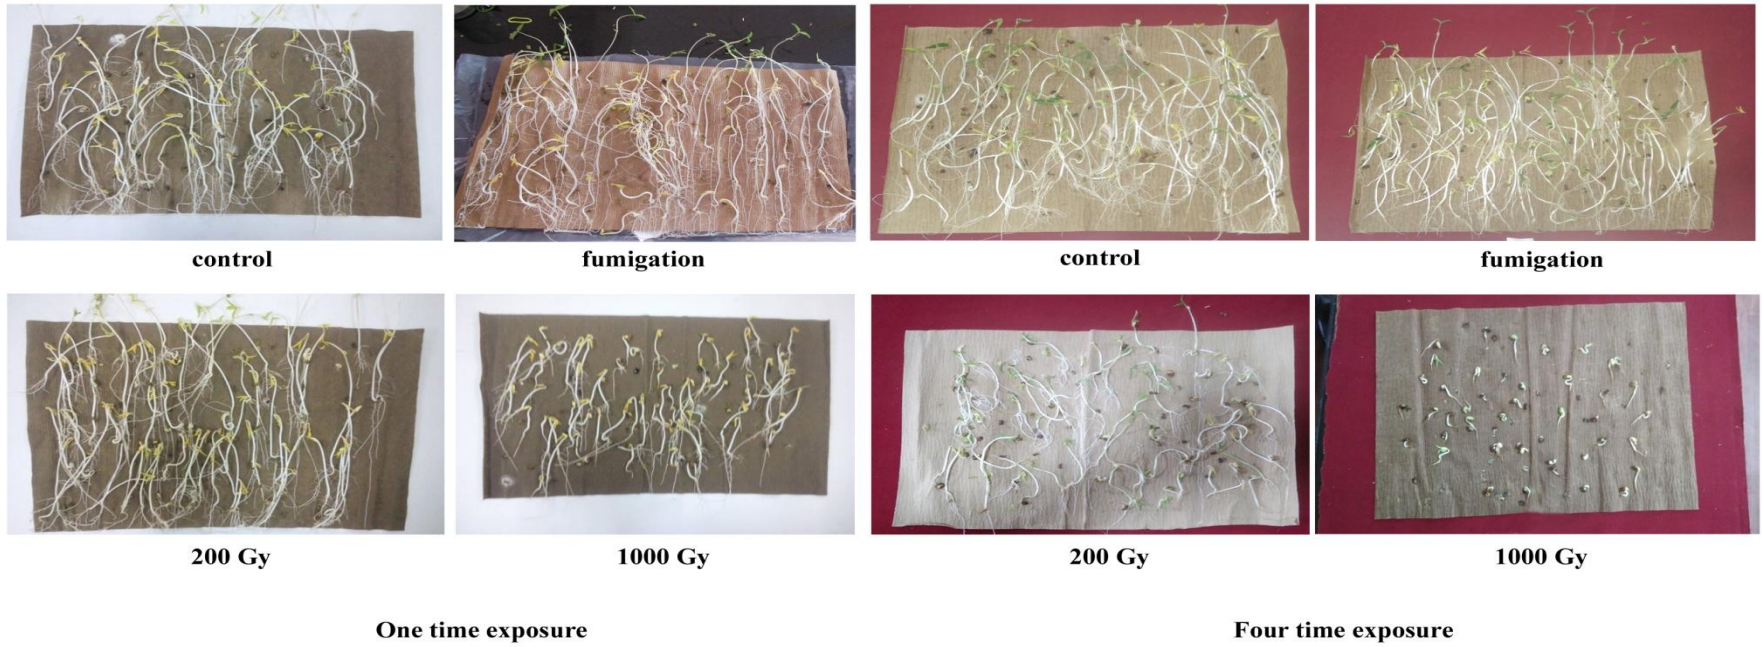 control
fumigation
control
fumigation
200 Gy
1000 Gy
200 Gy
1000 Gy
One time exposure
Four time exposure